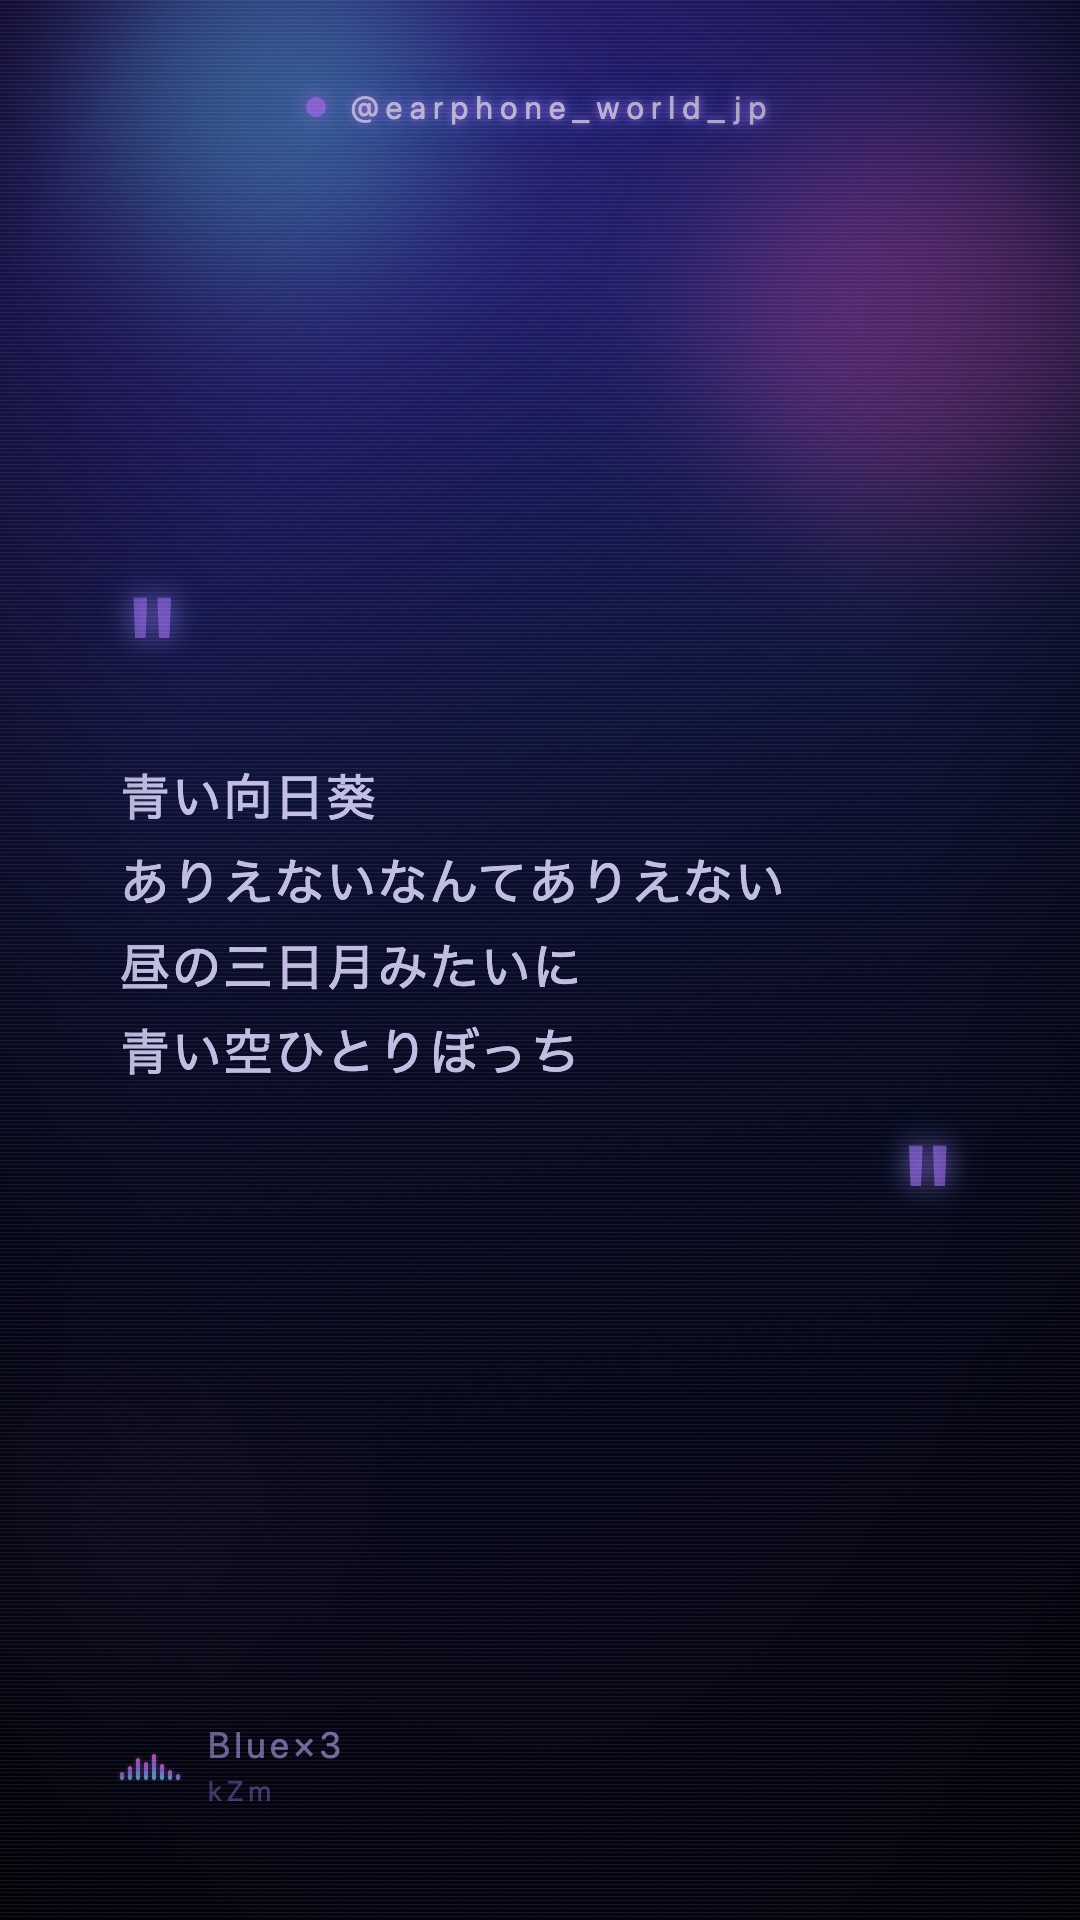 @earphone_world_jp
"
青い向日葵
ありえないなんてありえない
昼の三日月みたいに
青い空ひとりぼっち
"
Blue×3
kZm